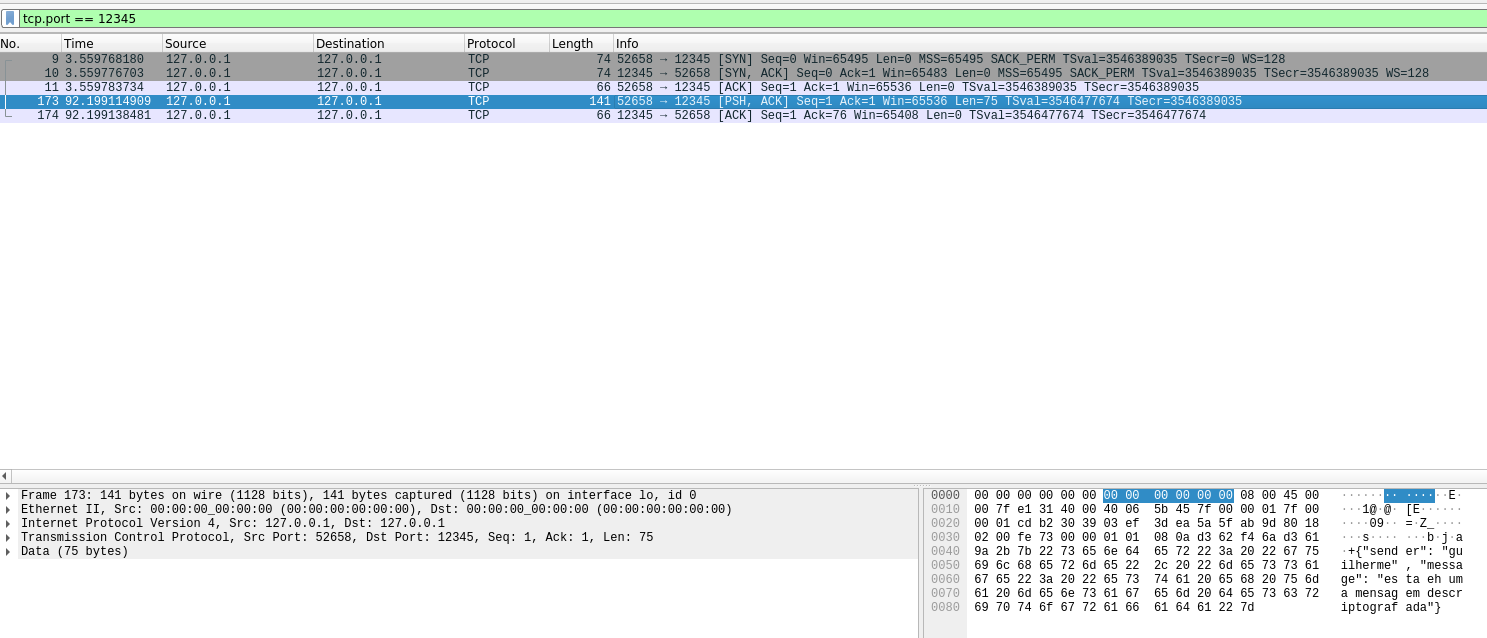 tcp.port == 12345
No. Time Source Destination Protocol Length Info
9 3.559768180 127.0.0.1 127.0.0.1 TCP 74 52658 → 12345 [SYN] Seq=0 Win=65495 Len=0 MSS=65495 SACK_PERM TSval=3546389035 TSecr=0 WS=128
10 3.559776703 127.0.0.1 127.0.0.1 TCP 74 12345 → 52658 [SYN, ACK] Seq=0 Ack=1 Win=65483 Len=0 MSS=65495 SACK_PERM TSval=3546389035 TSecr=3546389035 WS=128
11 3.559783734 127.0.0.1 127.0.0.1 TCP 66 52658 → 12345 [ACK] Seq=1 Ack=1 Win=65536 Len=0 TSval=3546389035 TSecr=3546389035
173 92.199114909 127.0.0.1 127.0.0.1 TCP 141 52658 → 12345 [PSH, ACK] Seq=1 Ack=1 Win=65536 Len=75 TSval=3546477674 TSecr=3546389035
174 92.199138481 127.0.0.1 127.0.0.1 TCP 66 12345 → 52658 [ACK] Seq=1 Ack=76 Win=65408 Len=0 TSval=3546477674 TSecr=3546477674
Frame 173: 141 bytes on wire (1128 bits), 141 bytes captured (1128 bits) on interface lo, id 0
Ethernet II, Src: 00:00:00_00:00:00 (00:00:00:00:00:00), Dst: 00:00:00_00:00:00 (00:00:00:00:00:00)
Internet Protocol Version 4, Src: 127.0.0.1, Dst: 127.0.0.1
Transmission Control Protocol, Src Port: 52658, Dst Port: 12345, Seq: 1, Ack: 1, Len: 75
Data (75 bytes)
0000 00 00 00 00 00 00 00 00 00 00 00 00 08 00 45 00 ········ ······E·
0010 00 7f e1 31 40 00 40 06 5b 45 7f 00 00 01 7f 00 ···1@·@· [E······
0020 00 01 cd b2 30 39 03 ef 3d ea 5a 5f ab 9d 80 18 ····09·· =·Z_····
0030 02 00 fe 73 00 00 01 01 08 0a d3 62 f4 6a d3 61 ···s···· ···b·j·a
0040 9a 2b 7b 22 73 65 6e 64 65 72 22 3a 20 22 67 75 ·+{"send er": "gu
0050 69 6c 68 65 72 6d 65 22 2c 20 22 6d 65 73 73 61 ilherme" , "messa
0060 67 65 22 3a 20 22 65 73 74 61 20 65 68 20 75 6d ge": "es ta eh um
0070 61 20 6d 65 6e 73 61 67 65 6d 20 64 65 73 63 72 a mensag em descr
0080 69 70 74 6f 67 72 61 66 61 64 61 22 7d iptograf ada"}